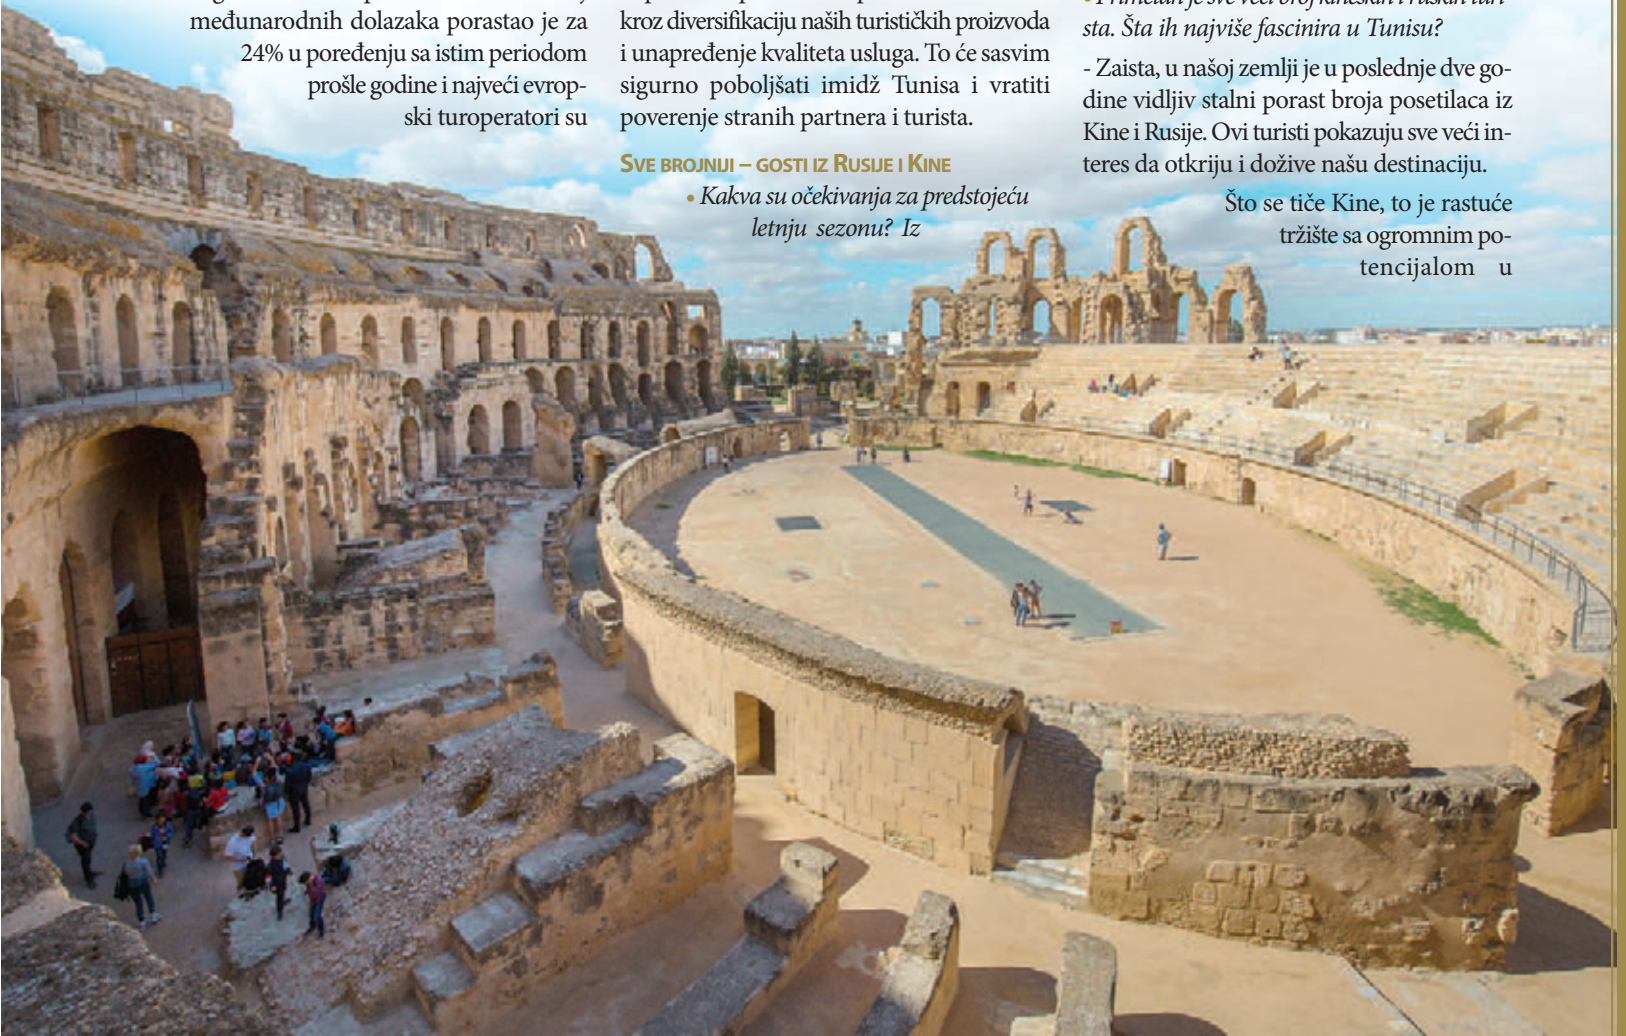 međunarodnih dolazaka porastao je za
24% u poređenju sa istim periodom
prošle godine i najveći evrop-
ski turoperatori su
kroz diversifikaciju naših turističkih proizvoda
i unapređenje kvaliteta usluga. To će sasvim
sigurno poboljšati imidž Tunisa i vratiti
poverenje stranih partnera i turista.
SVE BROJNIJI – GOSTI IZ RUSIJE I KINE
• Kakva su očekivanja za predstojeću
letnju sezonu? Iz
sta. Šta ih najviše fascinira u Tunisu?
- Zaista, u našoj zemlji je u poslednje dve go-
dine vidljiv stalni porast broja posetilaca iz
Kine i Rusije. Ovi turisti pokazuju sve veći in-
teres da otkriju i dožive našu destinaciju.
Što se tiče Kine, to je rastuće
tržište sa ogromnim po-
tencijalom u